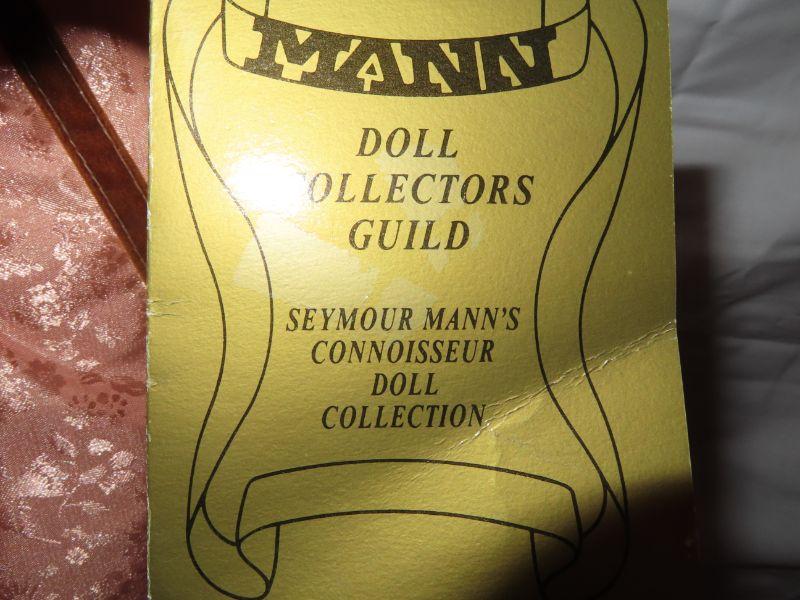 MANN
DOLL
COLLECTORS
GUILD
SEYMOUR MANN'S
CONNOISSEUR
DOLL
COLLECTION